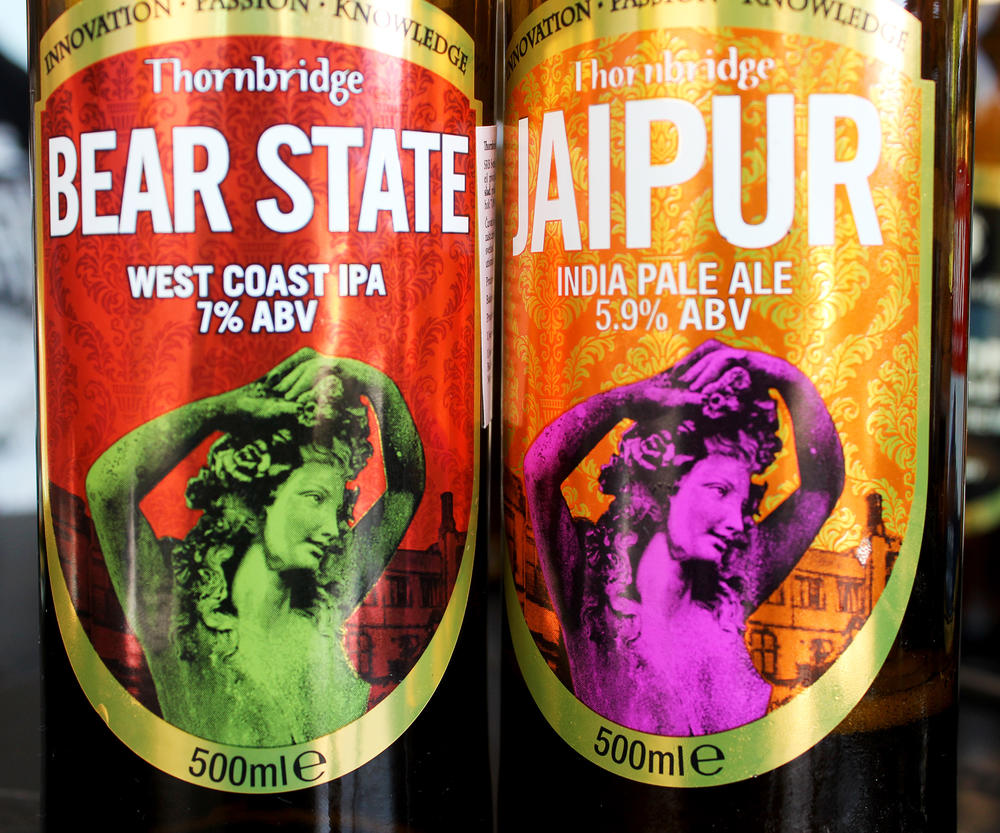 INNOVATION · PASSION · KNOWLEDGE
Thornbridge
BEAR STATE
WEST COAST IPA
7% ABV
500ml e
INNOVATION · PASSION · KNOWLEDGE
Thornbridge
JAIPUR
INDIA PALE ALE
5.9% ABV
500ml e